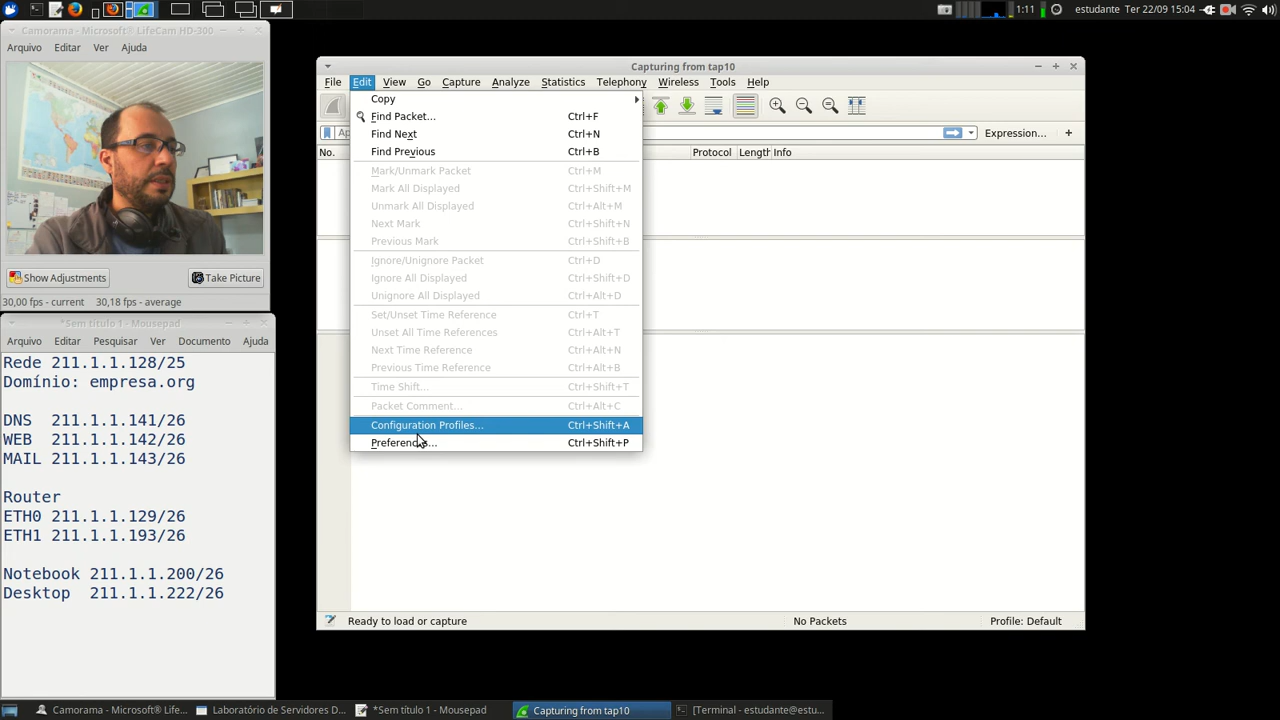 1:11 estudante Ter 22/09 15:04
Camorama - Microsoft® LifeCam HD-300
Arquivo Editar Ver Ajuda
Show Adjustments Take Picture
30,00 fps - current 30,18 fps - average
*Sem título 1 - Mousepad
Arquivo Editar Pesquisar Ver Documento Ajuda
Rede 211.1.1.128/25
Domínio: empresa.org
DNS 211.1.1.141/26
WEB 211.1.1.142/26
MAIL 211.1.1.143/26
Router
ETH0 211.1.1.129/26
ETH1 211.1.1.193/26
Notebook 211.1.1.200/26
Desktop 211.1.1.222/26
Capturing from tap10
File Edit View Go Capture Analyze Statistics Telephony Wireless Tools Help
Expression... +
No. Protocol Length Info
Copy
Find Packet... Ctrl+F
Find Next Ctrl+N
Find Previous Ctrl+B
Mark/Unmark Packet Ctrl+M
Mark All Displayed Ctrl+Shift+M
Unmark All Displayed Ctrl+Alt+M
Next Mark Ctrl+Shift+N
Previous Mark Ctrl+Shift+B
Ignore/Unignore Packet Ctrl+D
Ignore All Displayed Ctrl+Shift+D
Unignore All Displayed Ctrl+Alt+D
Set/Unset Time Reference Ctrl+T
Unset All Time References Ctrl+Alt+T
Next Time Reference Ctrl+Alt+N
Previous Time Reference Ctrl+Alt+B
Time Shift... Ctrl+Shift+T
Packet Comment... Ctrl+Alt+C
Configuration Profiles... Ctrl+Shift+A
Preferences... Ctrl+Shift+P
Ready to load or capture No Packets Profile: Default
Camorama - Microsoft® Life... Laboratório de Servidores D... *Sem título 1 - Mousepad Capturing from tap10 [Terminal - estudante@estu...